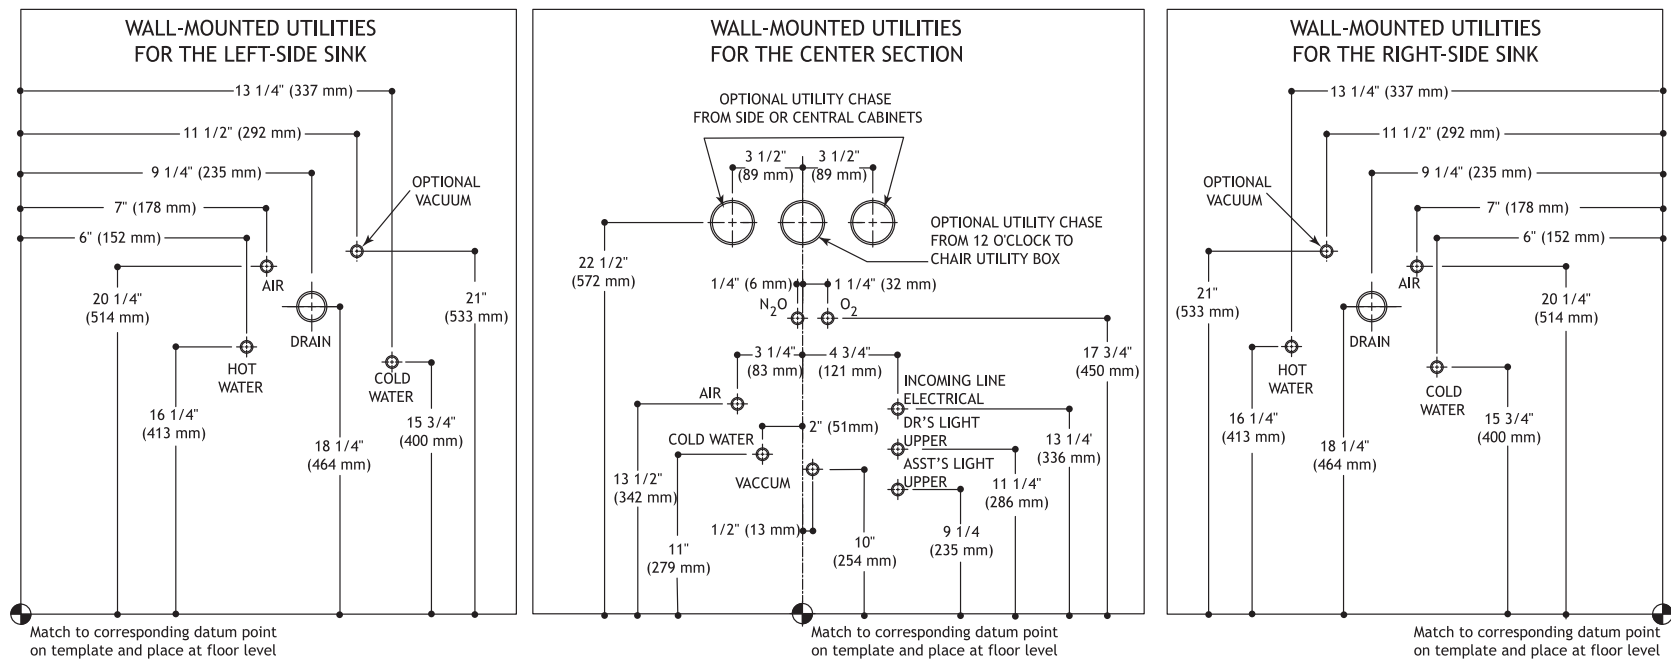 WALL-MOUNTED UTILITIES
FOR THE LEFT-SIDE SINK
13 1/4" (337 mm)
11 1/2" (292 mm)
9 1/4" (235 mm)
OPTIONAL
VACUUM
7" (178 mm)
6" (152 mm)
AIR
20 1/4"
(514 mm)
21"
(533 mm)
DRAIN
HOT
WATER
COLD
WATER
16 1/4"
(413 mm)
15 3/4"
(400 mm)
18 1/4"
(464 mm)
Match to corresponding datum point
on template and place at floor level
WALL-MOUNTED UTILITIES
FOR THE CENTER SECTION
OPTIONAL UTILITY CHASE
FROM SIDE OR CENTRAL CABINETS
3 1/2"
(89 mm)
3 1/2"
(89 mm)
OPTIONAL UTILITY CHASE
FROM 12 O'CLOCK TO
CHAIR UTILITY BOX
22 1/2"
(572 mm)
1/4" (6 mm)
1 1/4" (32 mm)
N2O
O2
3 1/4"
(83 mm)
4 3/4"
(121 mm)
17 3/4"
(450 mm)
AIR
INCOMING LINE
ELECTRICAL
DR'S LIGHT
UPPER
2" (51mm)
COLD WATER
13 1/4'
(336 mm)
ASST'S LIGHT
UPPER
VACCUM
13 1/2"
(342 mm)
11 1/4"
(286 mm)
1/2" (13 mm)
9 1/4
(235 mm)
10"
(254 mm)
11"
(279 mm)
Match to corresponding datum point
on template and place at floor level
WALL-MOUNTED UTILITIES
FOR THE RIGHT-SIDE SINK
13 1/4" (337 mm)
11 1/2" (292 mm)
9 1/4" (235 mm)
OPTIONAL
VACUUM
7" (178 mm)
6" (152 mm)
AIR
21"
(533 mm)
20 1/4"
(514 mm)
DRAIN
HOT
WATER
COLD
WATER
16 1/4"
(413 mm)
15 3/4"
(400 mm)
18 1/4"
(464 mm)
Match to corresponding datum point
on template and place at floor level